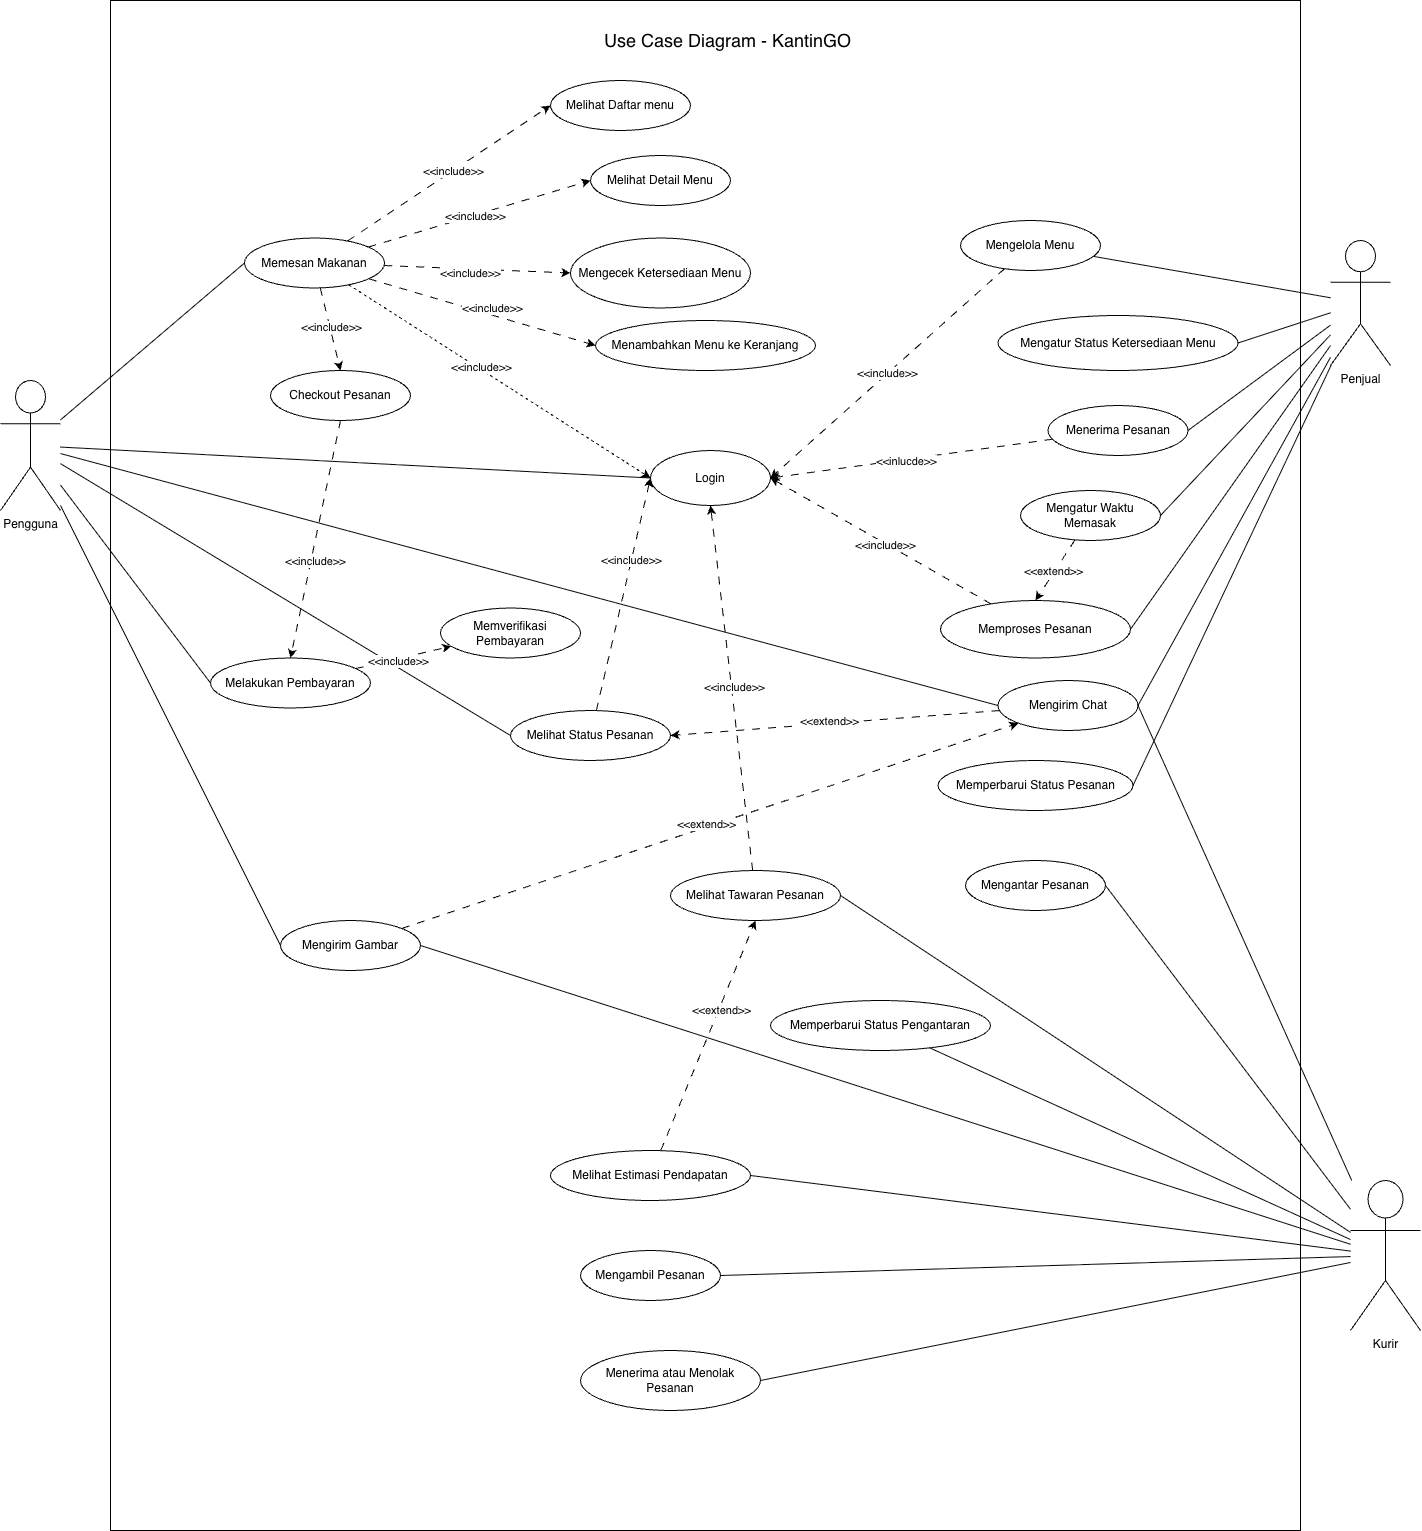 Use Case Diagram - KantinGO
Melihat Daftar menu
<<include>>
Melihat Detail Menu
<<include>>
Mengelola Menu
Memesan Makanan
<<include>>
Mengecek Ketersediaan Menu
<<include>>
<<include>>
Menambahkan Menu ke Keranjang
Mengatur Status Ketersediaan Menu
<<include>>
<<include>>
Penjual
Checkout Pesanan
Menerima Pesanan
<<inlucde>>
Login
Mengatur Waktu
Memasak
Pengguna
<<include>>
<<include>>
<<include>>
<<extend>>
Memverifikasi
Pembayaran
Memproses Pesanan
<<include>>
Melakukan Pembayaran
<<include>>
Mengirim Chat
<<extend>>
Melihat Status Pesanan
Memperbarui Status Pesanan
<<extend>>
Mengantar Pesanan
Melihat Tawaran Pesanan
Mengirim Gambar
<<extend>>
Memperbarui Status Pengantaran
Melihat Estimasi Pendapatan
Mengambil Pesanan
Kurir
Menerima atau Menolak
Pesanan